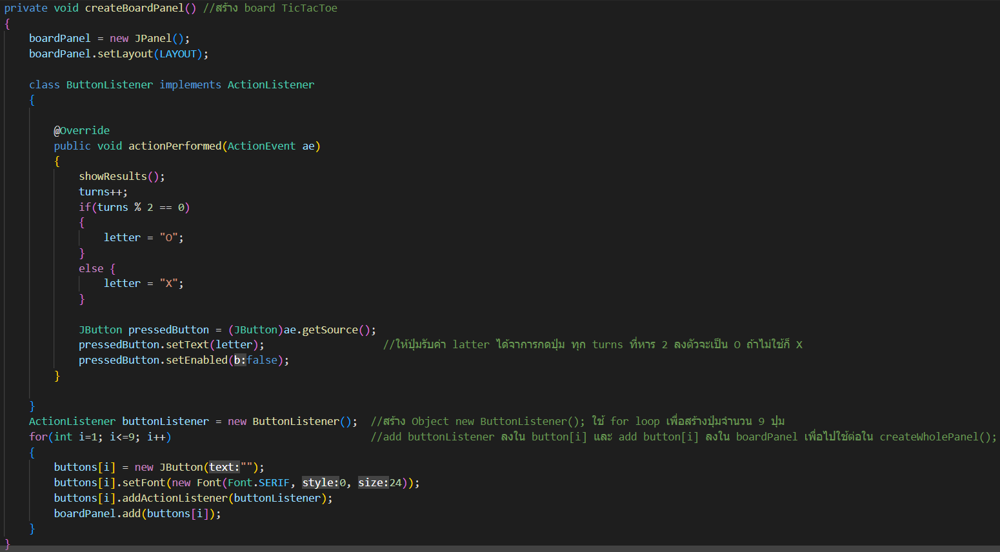 private void createBoardPanel() //สร้าง board TicTacToe
{
    boardPanel = new JPanel();
    boardPanel.setLayout(LAYOUT);
    class ButtonListener implements ActionListener
    {
        @Override
        public void actionPerformed(ActionEvent ae)
        {
            showResults();
            turns++;
            if(turns % 2 == 0)
            {
                letter = "O";
            }
            else {
                letter = "X";
            }
            JButton pressedButton = (JButton)ae.getSource();
            pressedButton.setText(letter);                   //ให้ปุ่มรับค่า latter ได้จาการกดปุ่ม ทุก turns ที่หาร 2 ลงตัวจะเป็น O ถ้าไม่ใช้ก็ X
            pressedButton.setEnabled(b:false);
        }
    }
    ActionListener buttonListener = new ButtonListener();  //สร้าง Object new ButtonListener(); ใช้ for loop เพื่อสร้างปุ่มจำนวน 9 ปุ่ม
    for(int i=1; i<=9; i++)                                //add buttonListener ลงใน button[i] และ add button[i] ลงใน boardPanel เพื่อไปใช้ต่อใน createWholePanel();
    {
        buttons[i] = new JButton(text:"");
        buttons[i].setFont(new Font(Font.SERIF, style:0, size:24));
        buttons[i].addActionListener(buttonListener);
        boardPanel.add(buttons[i]);
    }
}